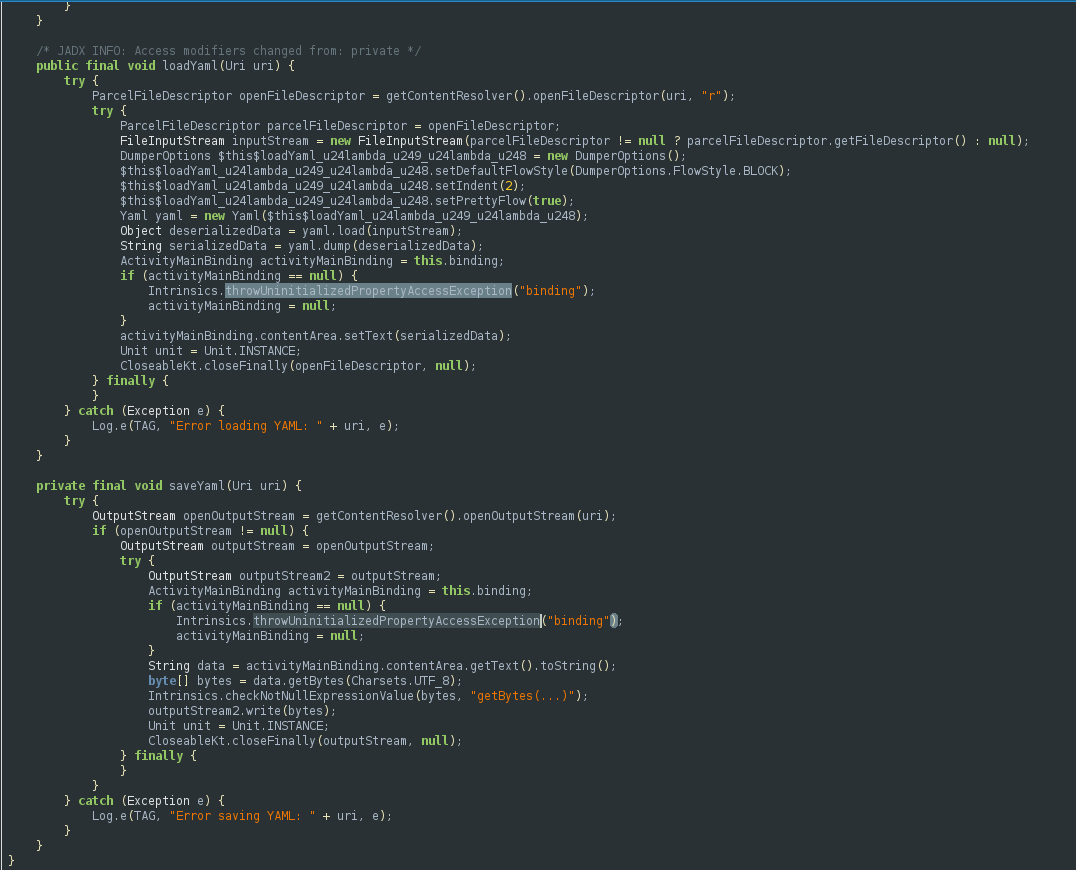 }
    }

    /* JADX INFO: Access modifiers changed from: private */
    public final void loadYaml(Uri uri) {
        try {
            ParcelFileDescriptor openFileDescriptor = getContentResolver().openFileDescriptor(uri, "r");
            try {
                ParcelFileDescriptor parcelFileDescriptor = openFileDescriptor;
                FileInputStream inputStream = new FileInputStream(parcelFileDescriptor != null ? parcelFileDescriptor.getFileDescriptor() : null);
                DumperOptions $this$loadYaml_u24lambda_u249_u24lambda_u248 = new DumperOptions();
                $this$loadYaml_u24lambda_u249_u24lambda_u248.setDefaultFlowStyle(DumperOptions.FlowStyle.BLOCK);
                $this$loadYaml_u24lambda_u249_u24lambda_u248.setIndent(2);
                $this$loadYaml_u24lambda_u249_u24lambda_u248.setPrettyFlow(true);
                Yaml yaml = new Yaml($this$loadYaml_u24lambda_u249_u24lambda_u248);
                Object deserializedData = yaml.load(inputStream);
                String serializedData = yaml.dump(deserializedData);
                ActivityMainBinding activityMainBinding = this.binding;
                if (activityMainBinding == null) {
                    Intrinsics.throwUninitializedPropertyAccessException("binding");
                    activityMainBinding = null;
                }
                activityMainBinding.contentArea.setText(serializedData);
                Unit unit = Unit.INSTANCE;
                CloseableKt.closeFinally(openFileDescriptor, null);
            } finally {
            }
        } catch (Exception e) {
            Log.e(TAG, "Error loading YAML: " + uri, e);
        }
    }

    private final void saveYaml(Uri uri) {
        try {
            OutputStream openOutputStream = getContentResolver().openOutputStream(uri);
            if (openOutputStream != null) {
                OutputStream outputStream = openOutputStream;
                try {
                    OutputStream outputStream2 = outputStream;
                    ActivityMainBinding activityMainBinding = this.binding;
                    if (activityMainBinding == null) {
                        Intrinsics.throwUninitializedPropertyAccessException("binding");
                        activityMainBinding = null;
                    }
                    String data = activityMainBinding.contentArea.getText().toString();
                    byte[] bytes = data.getBytes(Charsets.UTF_8);
                    Intrinsics.checkNotNullExpressionValue(bytes, "getBytes(...)");
                    outputStream2.write(bytes);
                    Unit unit = Unit.INSTANCE;
                    CloseableKt.closeFinally(outputStream, null);
                } finally {
                }
            }
        } catch (Exception e) {
            Log.e(TAG, "Error saving YAML: " + uri, e);
        }
    }
}